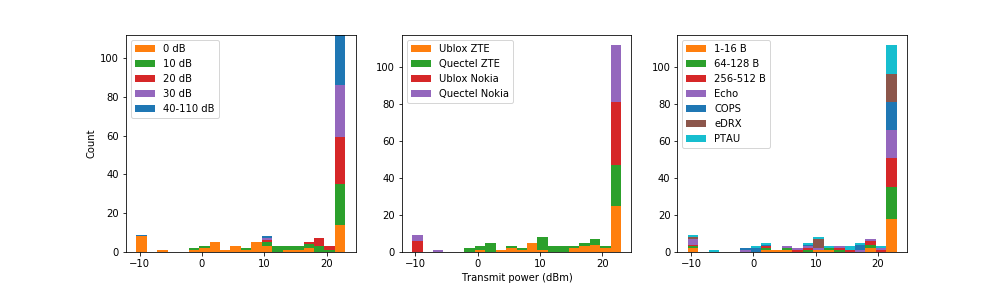 100
80
60
40
20
0
Count
0 dB
10 dB
20 dB
30 dB
40-110 dB
−10
0
10
20
100
80
60
40
20
0
Ublox ZTE
Quectel ZTE
Ublox Nokia
Quectel Nokia
−10
0
10
20
Transmit power (dBm)
100
80
60
40
20
0
1-16 B
64-128 B
256-512 B
Echo
COPS
eDRX
PTAU
−10
0
10
20